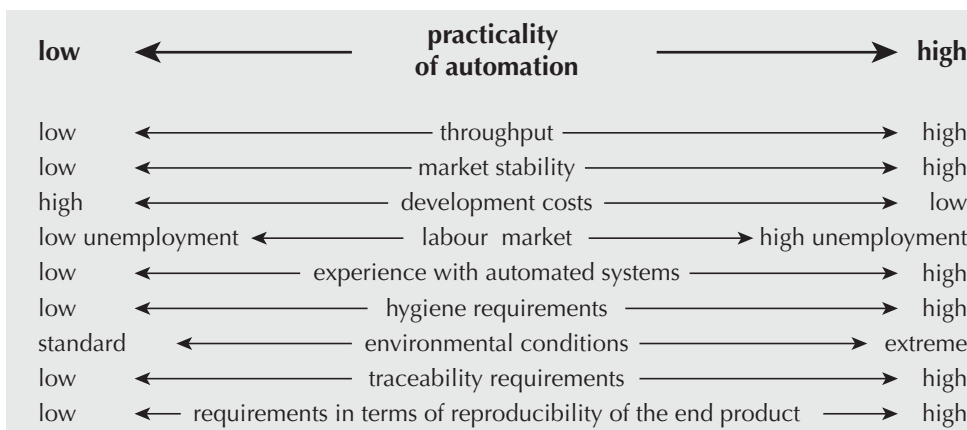 low practicality high
of automation
low throughput high
low market stability high
high development costs low
low unemployment labour market high unemployment
low experience with automated systems high
low hygiene requirements high
standard environmental conditions extreme
low traceability requirements high
low requirements in terms of reproducibility of the end product high